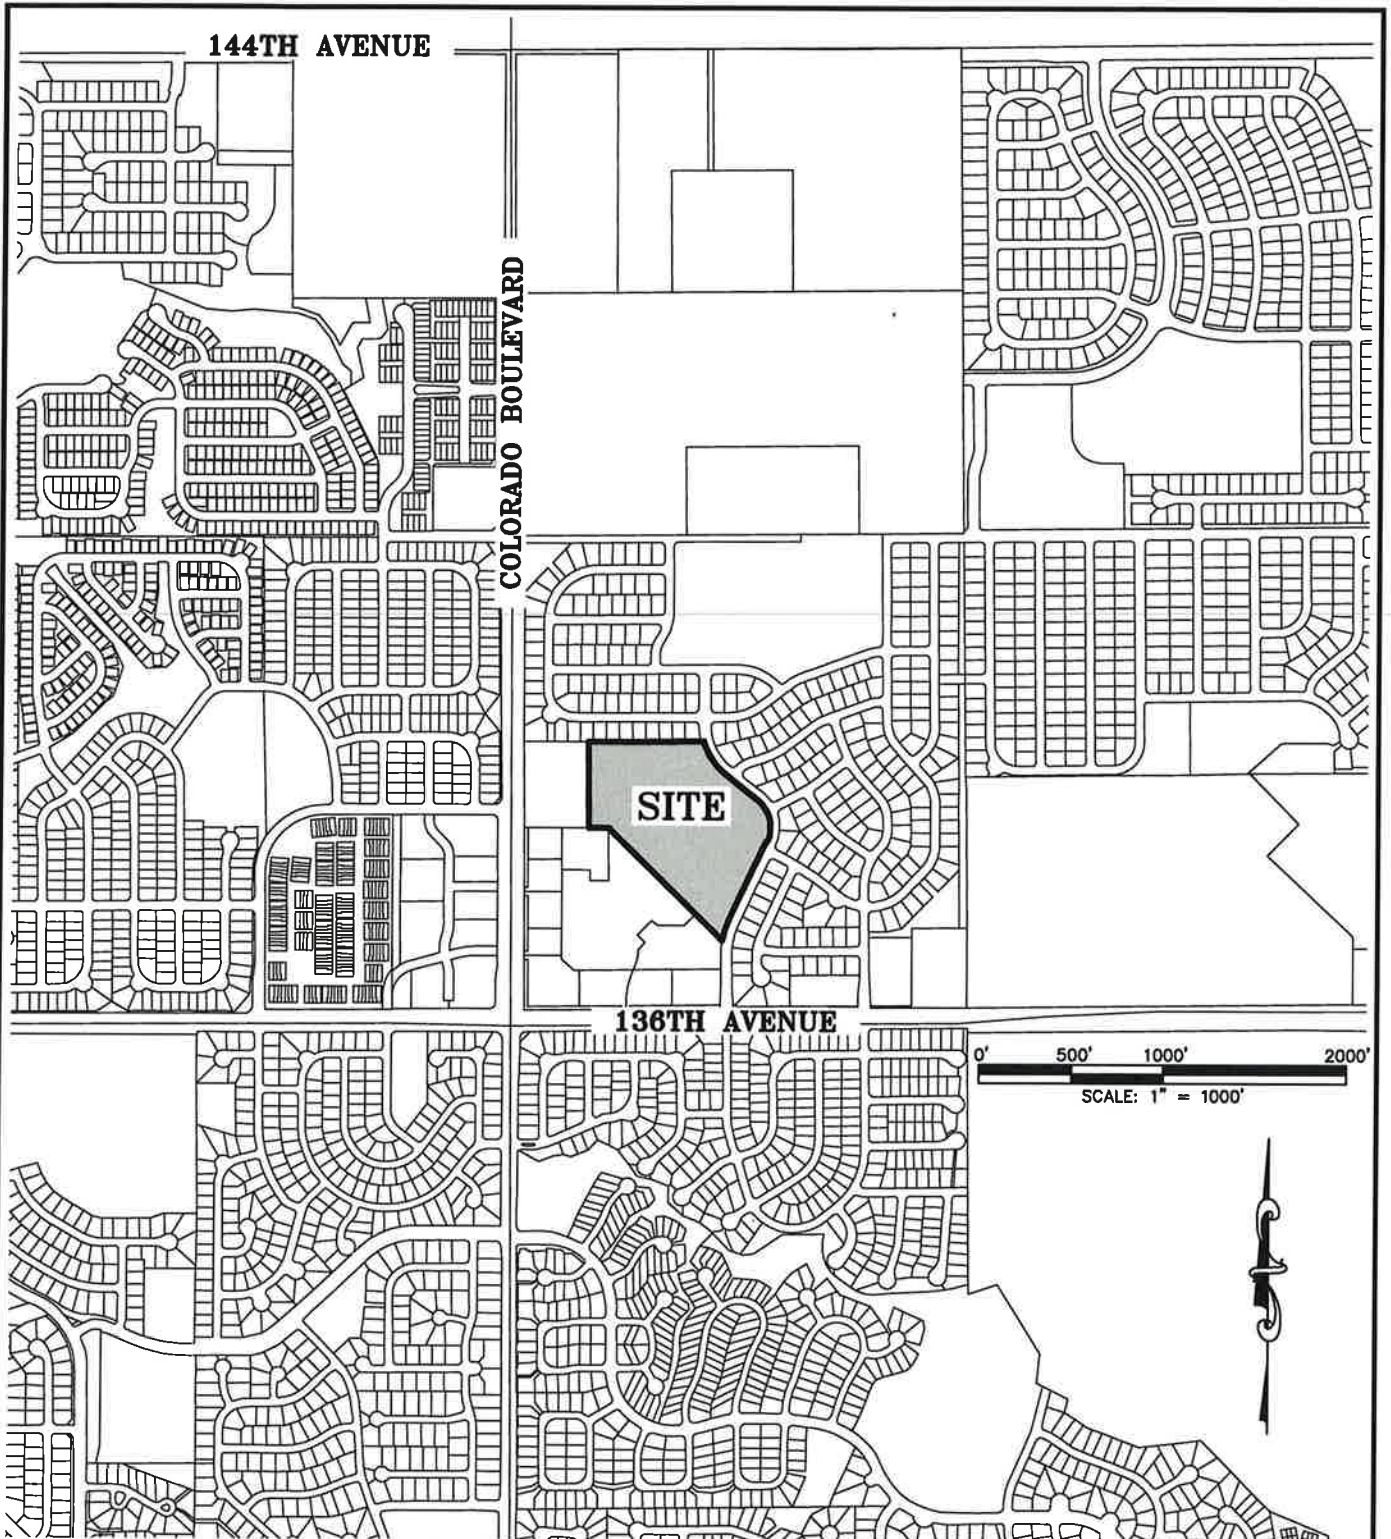 144TH AVENUE
COLORADO BOULEVARD
SITE
136TH AVENUE
0' 500' 1000' 2000'
SCALE: 1" = 1000'